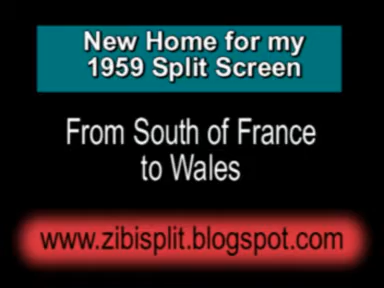 New Home for my
1959 Split Screen
From South of France
to Wales
www.zibisplit.blogspot.com